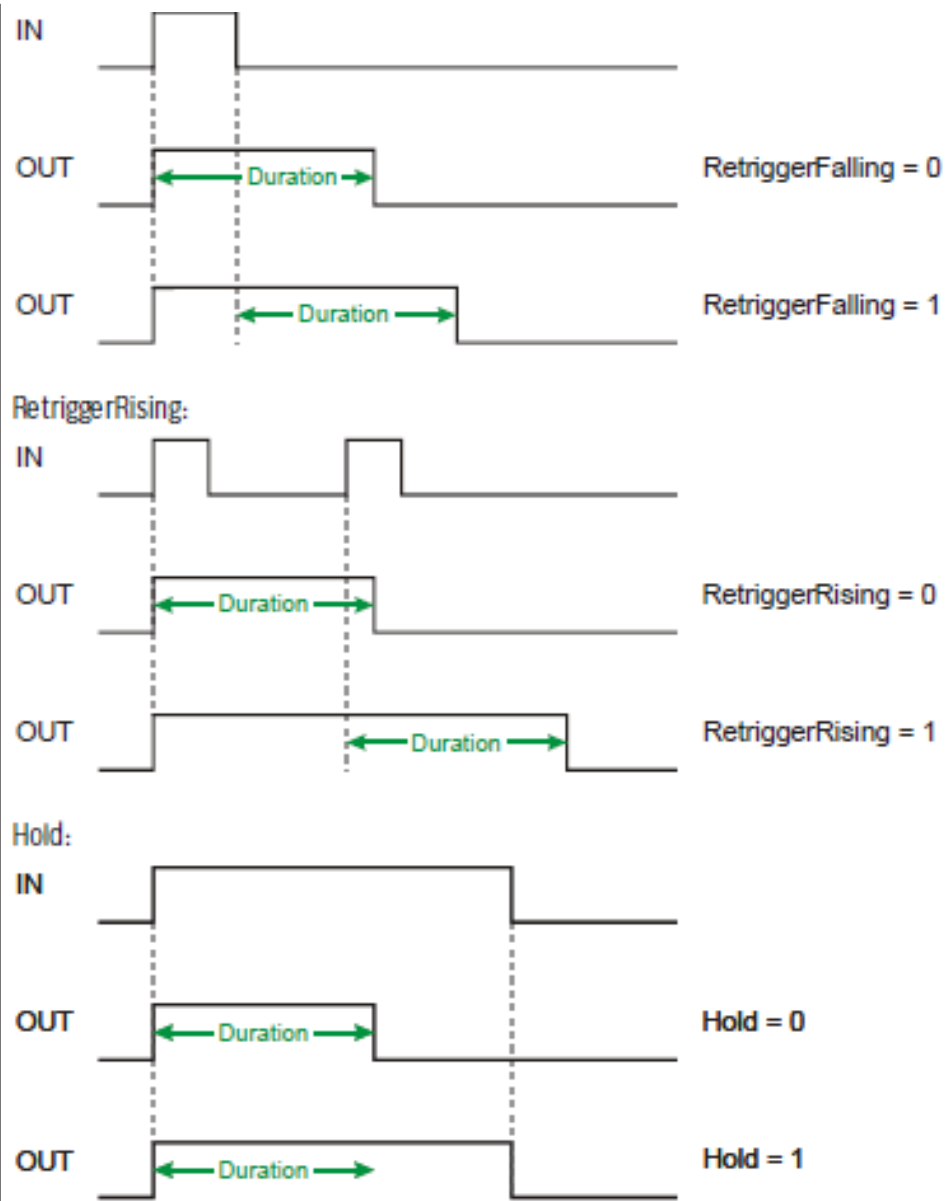 IN
OUT Duration RetriggerFalling = 0
OUT Duration RetriggerFalling = 1
RetriggerRising:
IN
OUT Duration RetriggerRising = 0
OUT Duration RetriggerRising = 1
Hold:
IN
OUT Duration Hold = 0
OUT Duration Hold = 1